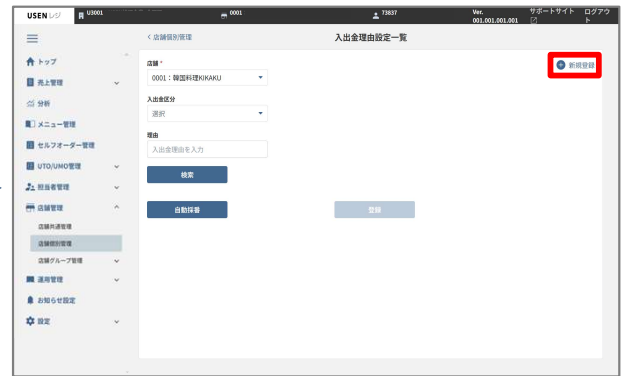 USEN レジ
U3001
0001
73837
Ver.
001.001.001.001
サポートサイト
ログアウト
トップ
売上管理
分析
メニュー管理
セルフオーダー管理
UTO/UMO管理
担当者管理
店舗管理
店舗共通管理
店舗個別管理
店舗グループ管理
運用管理
お知らせ設定
設定
< 店舗個別管理
入出金理由設定一覧
新規登録
店舗 *
0001：韓国料理KIKAKU
入出金区分
選択
理由
入出金理由を入力
検索
自動採番
登録